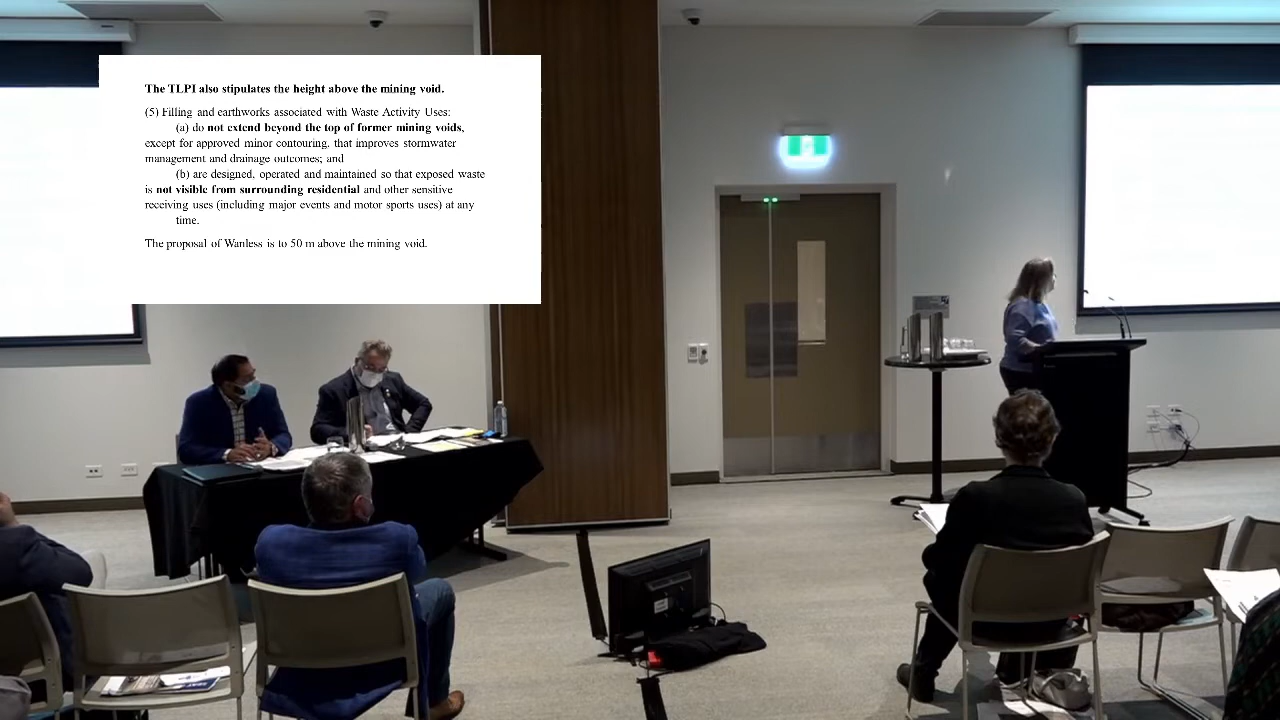 The TLPI also stipulates the height above the mining void.
(5) Filling and earthworks associated with Waste Activity Uses:
(a) do not extend beyond the top of former mining voids,
except for approved minor contouring, that improves stormwater
management and drainage outcomes; and
(b) are designed, operated and maintained so that exposed waste
is not visible from surrounding residential and other sensitive
receiving uses (including major events and motor sports uses) at any
time.
The proposal of Wanless is to 50 m above the mining void.